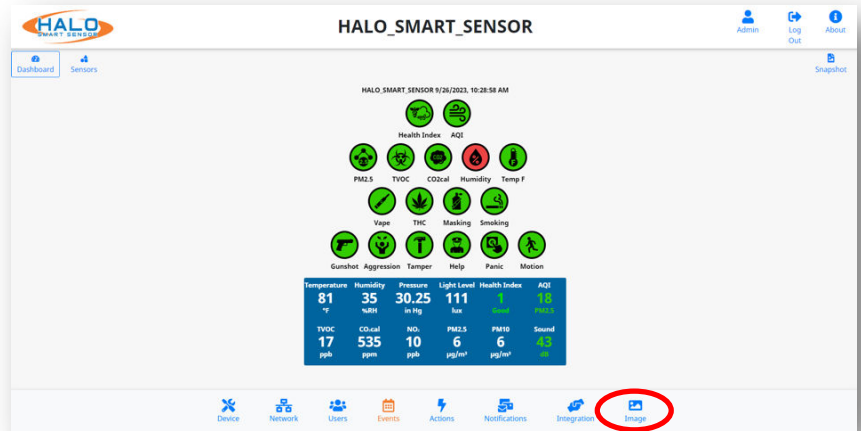 HALO
SMART SENSOR
HALO_SMART_SENSOR
Admin
Log
Out
About
Dashboard
Sensors
Snapshot
HALO_SMART_SENSOR 9/26/2023, 10:28:58 AM
Health Index AQI
CO2
PM2.5 TVOC CO2cal Humidity Temp F
Vape THC Masking Smoking
Gunshot Aggression Tamper Help Panic Motion
Temperature Humidity Pressure Light Level Health Index AQI
81 35 30.25 111 1 18
°F %RH in Hg lux Good PM2.5
TVOC CO₂cal NO₂ PM2.5 PM10 Sound
17 535 10 6 6 43
ppb ppm ppb µg/m³ µg/m³ dB
Device Network Users Events Actions Notifications Integration Image